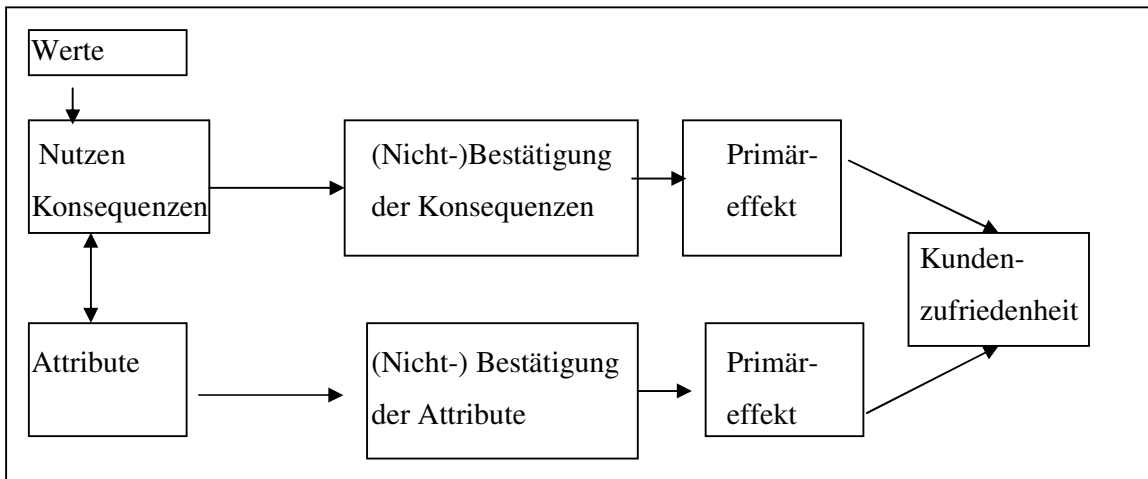 Werte
Nutzen
Konsequenzen
(Nicht-)Bestätigung
der Konsequenzen
Primär-
effekt
Kunden-
zufriedenheit
Attribute
(Nicht-) Bestätigung
der Attribute
Primär-
effekt